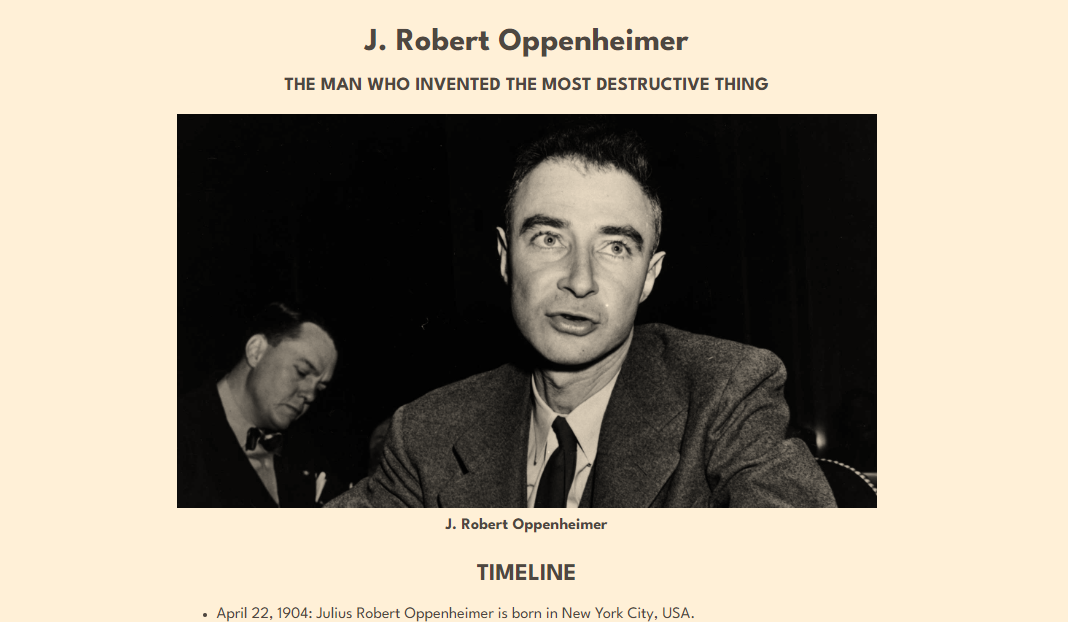 J. Robert Oppenheimer
THE MAN WHO INVENTED THE MOST DESTRUCTIVE THING
J. Robert Oppenheimer
TIMELINE
• April 22, 1904: Julius Robert Oppenheimer is born in New York City, USA.